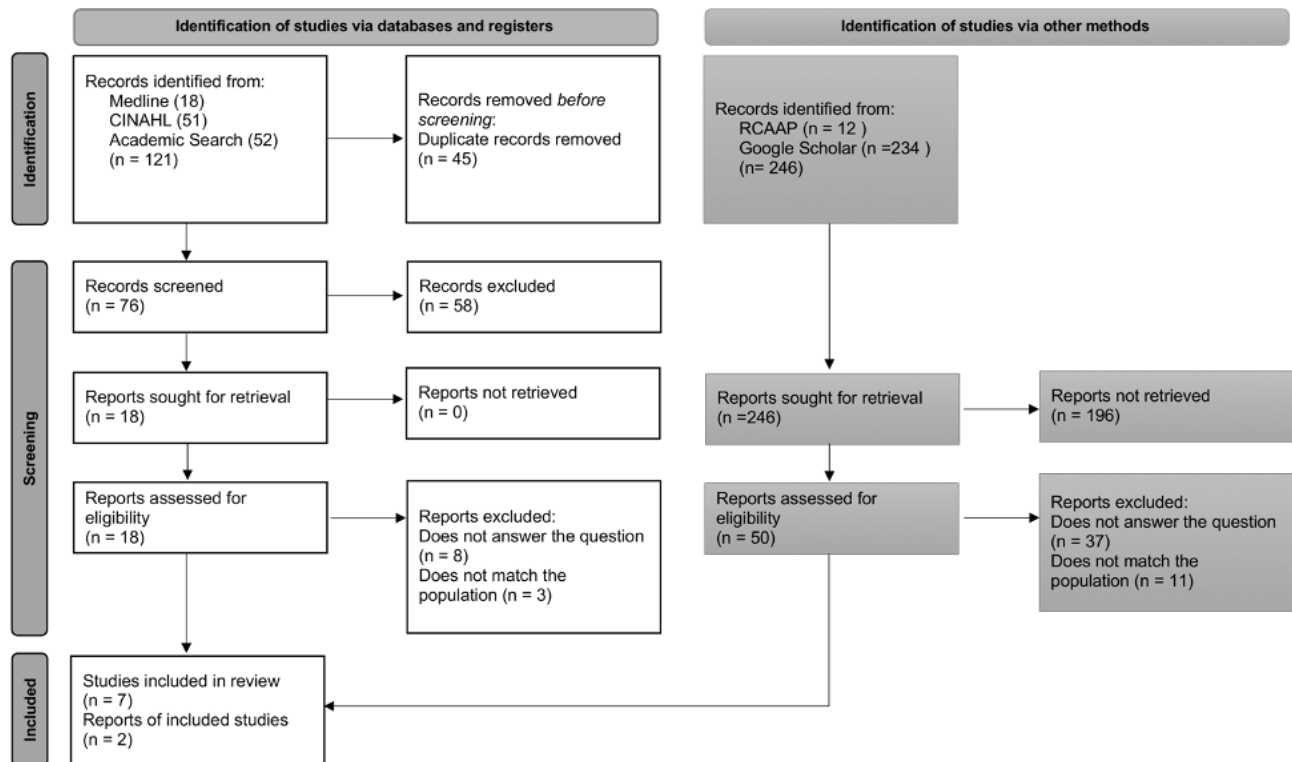 Identification of studies via databases and registers
Identification of studies via other methods
Identification
Records identified from:
Medline (18)
CINAHL (51)
Academic Search (52)
(n = 121)
Records removed before
screening:
Duplicate records removed
(n = 45)
Records identified from:
RCAAP (n = 12 )
Google Scholar (n =234 )
(n= 246)
Screening
Records screened
(n = 76)
Records excluded
(n = 58)
Reports sought for retrieval
(n = 18)
Reports not retrieved
(n = 0)
Reports sought for retrieval
(n =246)
Reports not retrieved
(n = 196)
Reports assessed for
eligibility
(n = 18)
Reports excluded:
Does not answer the question
(n = 8)
Does not match the
population (n = 3)
Reports assessed for
eligibility
(n = 50)
Reports excluded:
Does not answer the question
(n = 37)
Does not match the
population (n = 11)
Included
Studies included in review
(n = 7)
Reports of included studies
(n = 2)